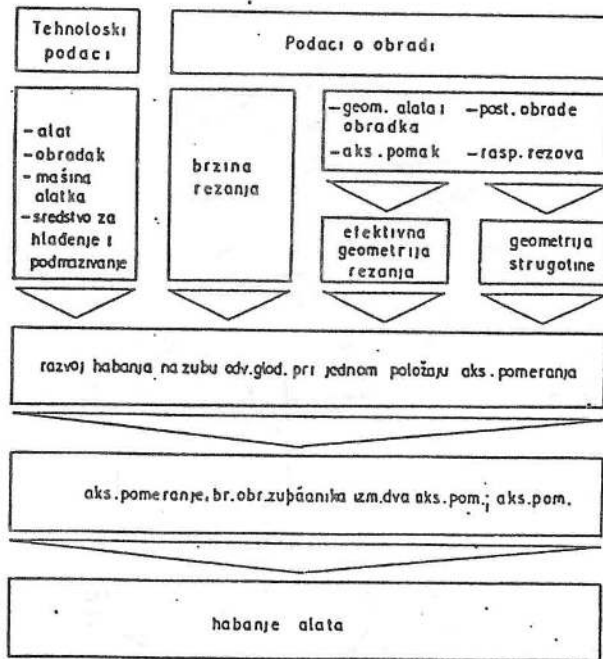 Tehnoloski
podaci
Podaci o obradi
-alat
-obradak
-mašina
alatka
-sredstvo za
hlađenje i
podmazivanje
brzina
rezanja
-geom. alata i
obradka
-aks. pomak
-post. obrade
-rasp. rezova
efektivna
geometrija
rezanja
geometrija
strugotine
razvoj habanja na zubu odv.glod. pri jednom položaju aks. pomeranja
aks.pomeranje, br.obr.zupáanika izm.dva aks.pom.; aks.pom.
habanje alata